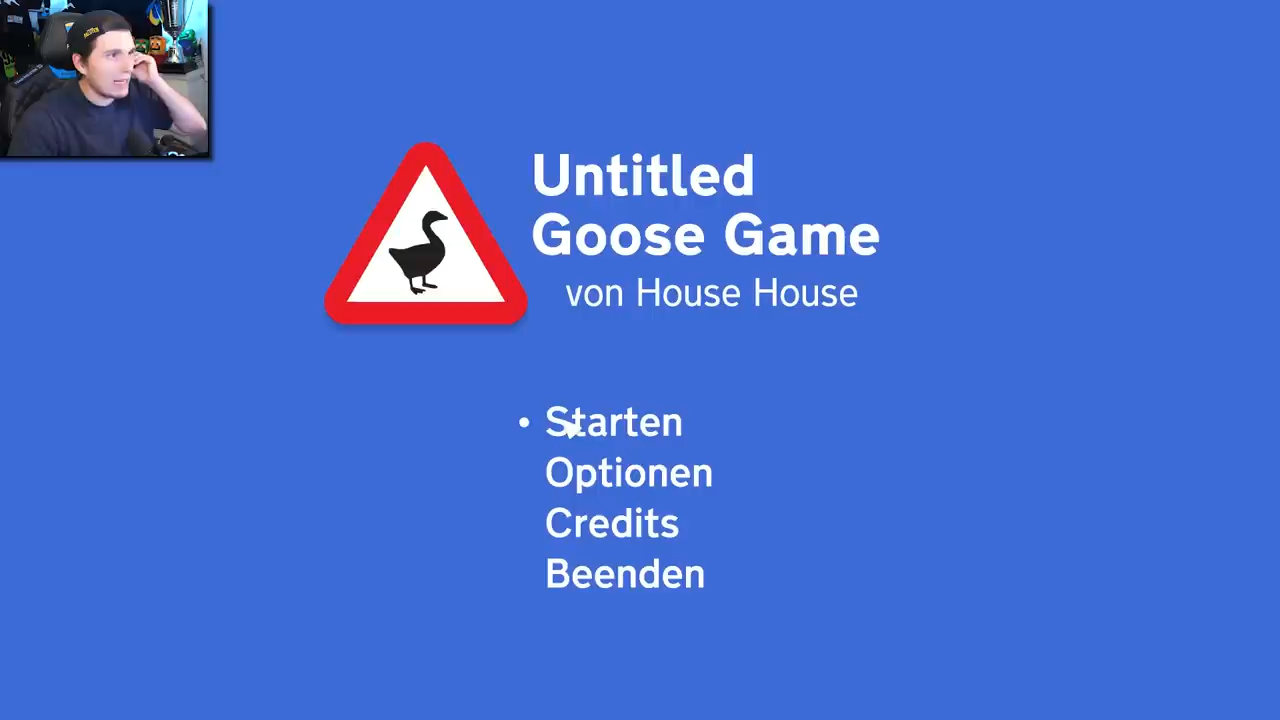 Untitled
Goose Game
von House House
Starten
Optionen
Credits
Beenden